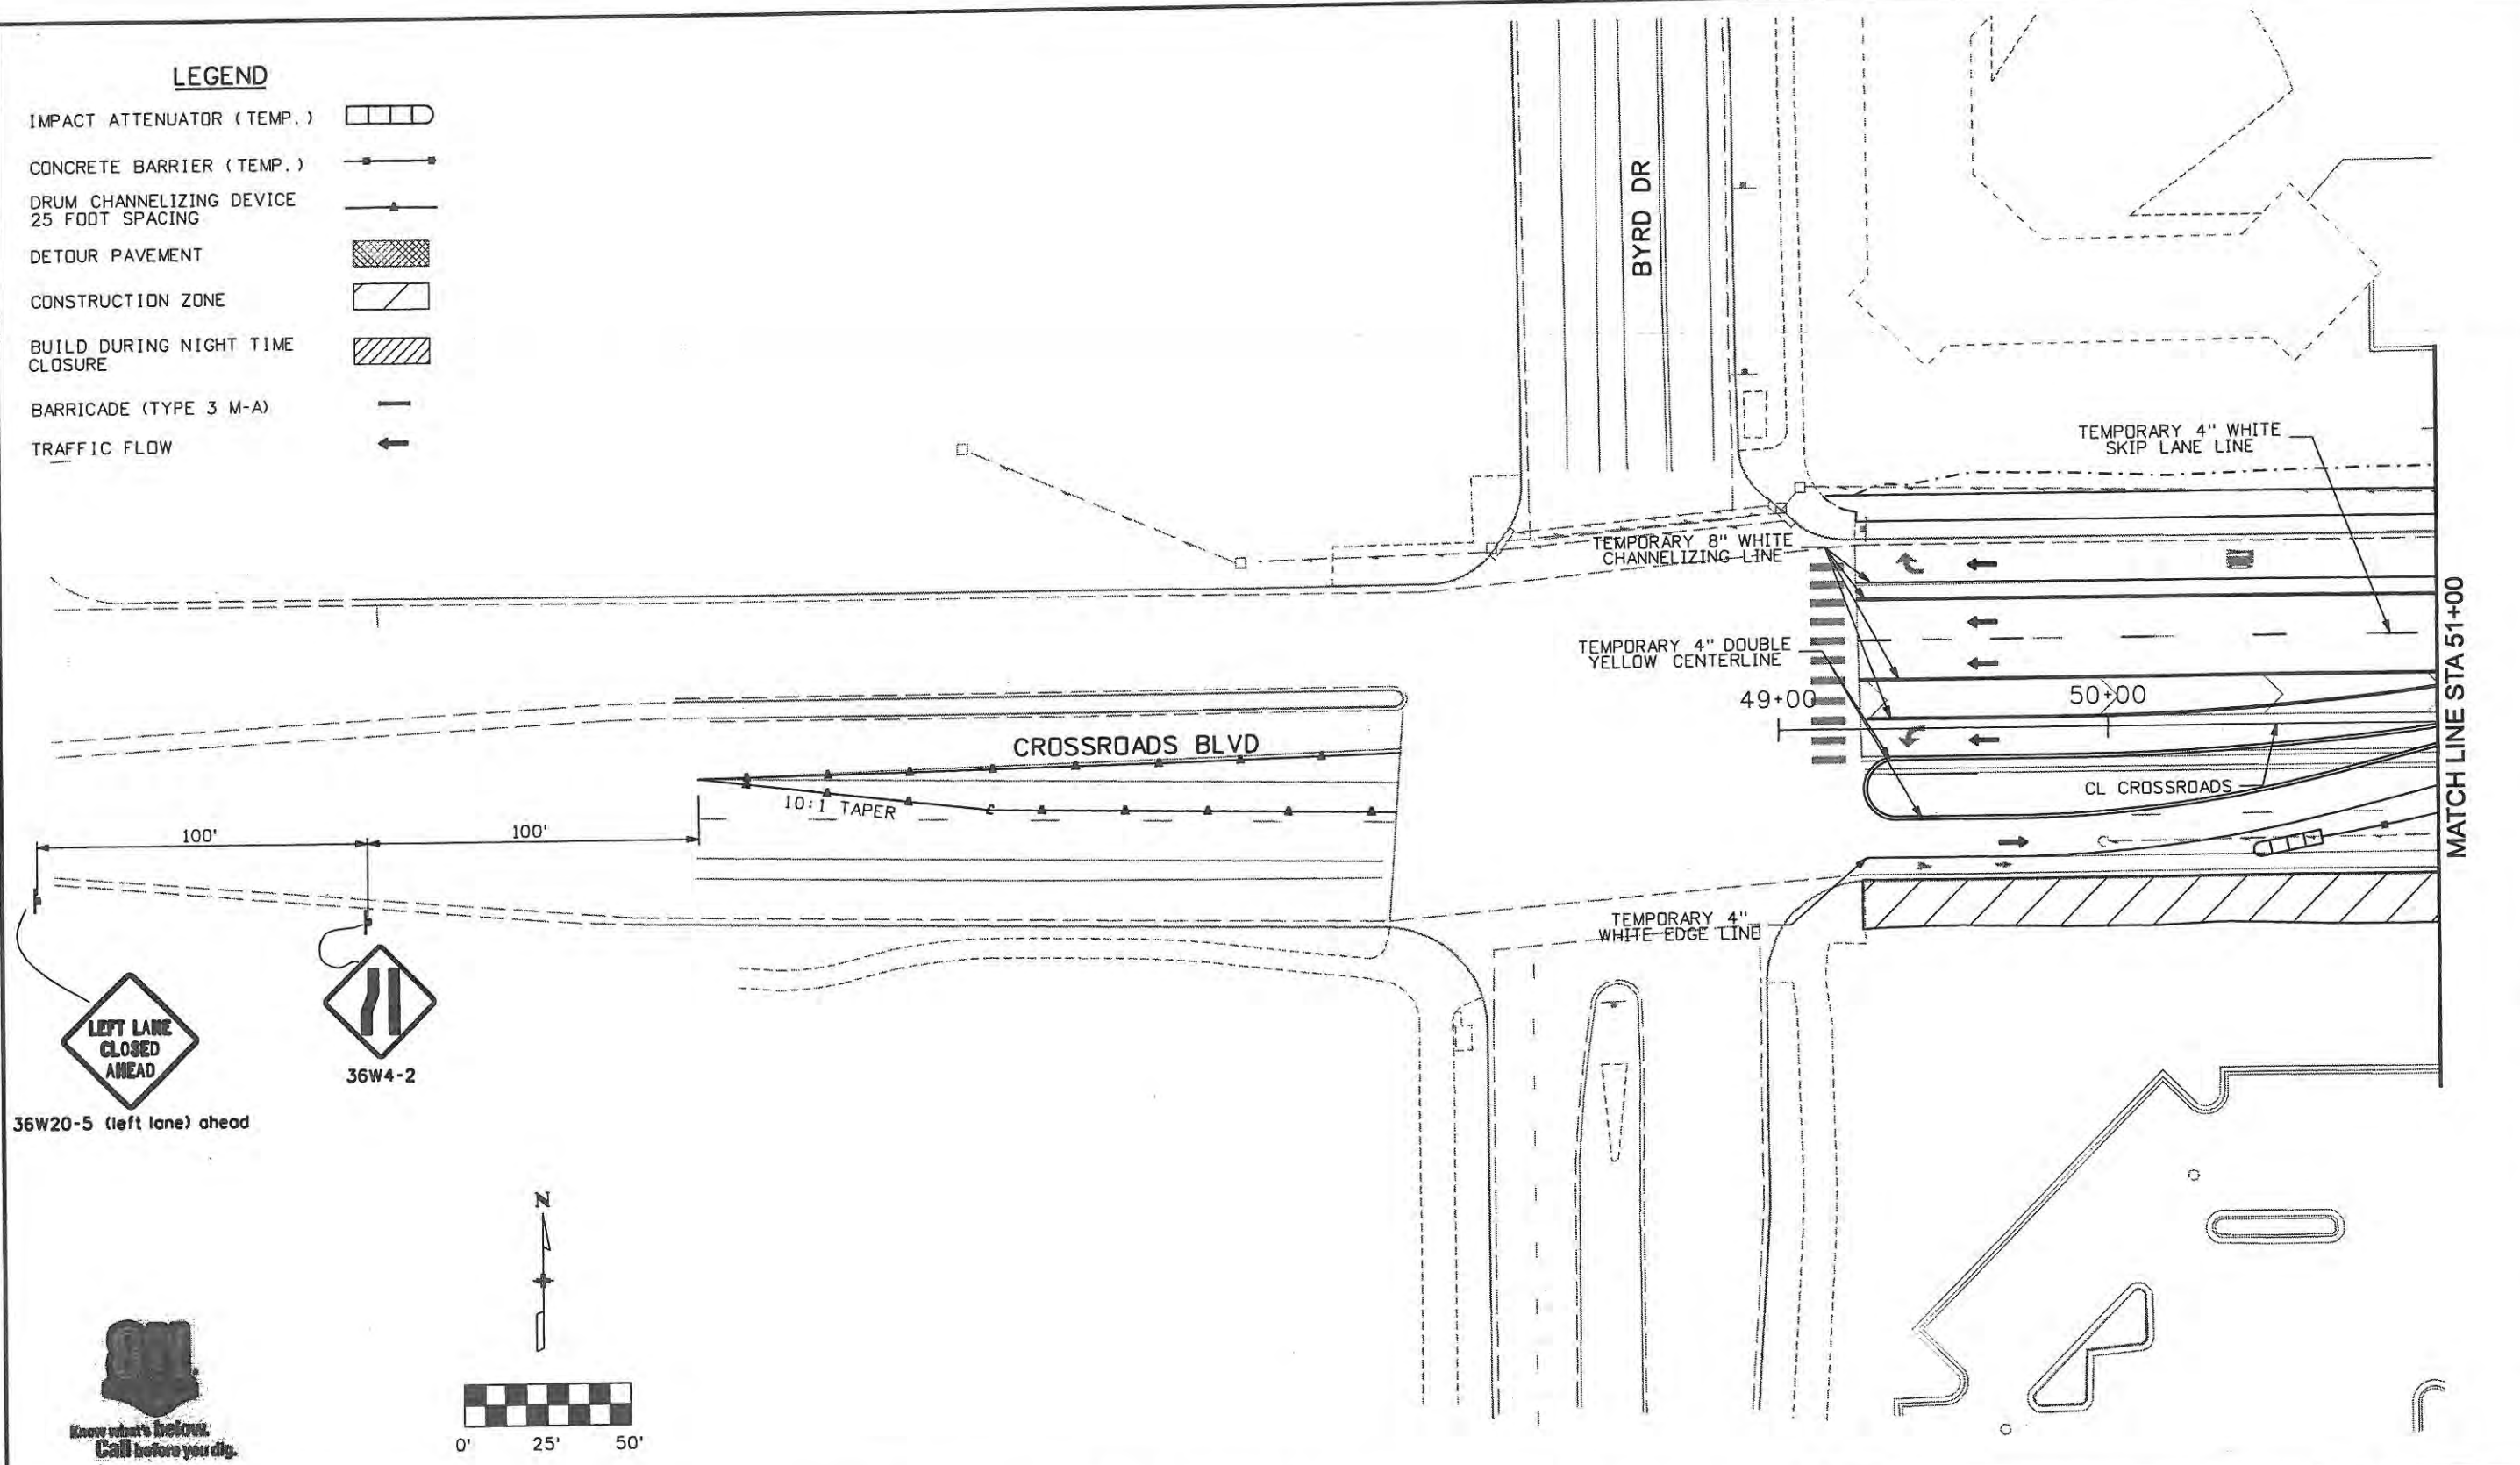 LEGEND
IMPACT ATTENUATOR (TEMP.)
CONCRETE BARRIER (TEMP.)
DRUM CHANNELIZING DEVICE
25 FOOT SPACING
DETOUR PAVEMENT
CONSTRUCTION ZONE
BUILD DURING NIGHT TIME
CLOSURE
BARRICADE (TYPE 3 M-A)
TRAFFIC FLOW
BYRD DR
TEMPORARY 4" WHITE
SKIP LANE LINE
TEMPORARY 8" WHITE
CHANNELIZING LINE
TEMPORARY 4" DOUBLE
YELLOW CENTERLINE
49+00
50+00
MATCH LINE STA 51+00
CROSSROADS BLVD
CL CROSSROADS
10:1 TAPER
100'
100'
TEMPORARY 4"
WHITE EDGE LINE
LEFT LANE
CLOSED
AHEAD
36W20-5 (left lane) ahead
36W4-2
N
811.
Know what's below.
Call before you dig.
0'
25'
50'